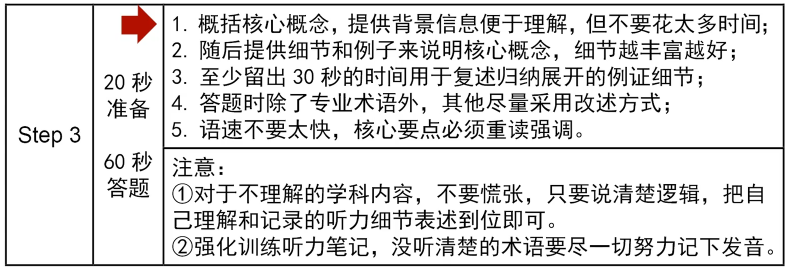 Step 3
20 秒
准备
60 秒
答题
1. 概括核心概念，提供背景信息便于理解，但不要花太多时间；
2. 随后提供细节和例子来说明核心概念，细节越丰富越好；
3. 至少留出 30 秒的时间用于复述归纳展开的例证细节；
4. 答题时除了专业术语外，其他尽量采用改述方式；
5. 语速不要太快，核心要点必须重读强调。
注意：
①对于不理解的学科内容，不要慌张，只要说清楚逻辑，把自
己理解和记录的听力细节表述到位即可。
②强化训练听力笔记，没听清楚的术语要尽一切努力记下发音。